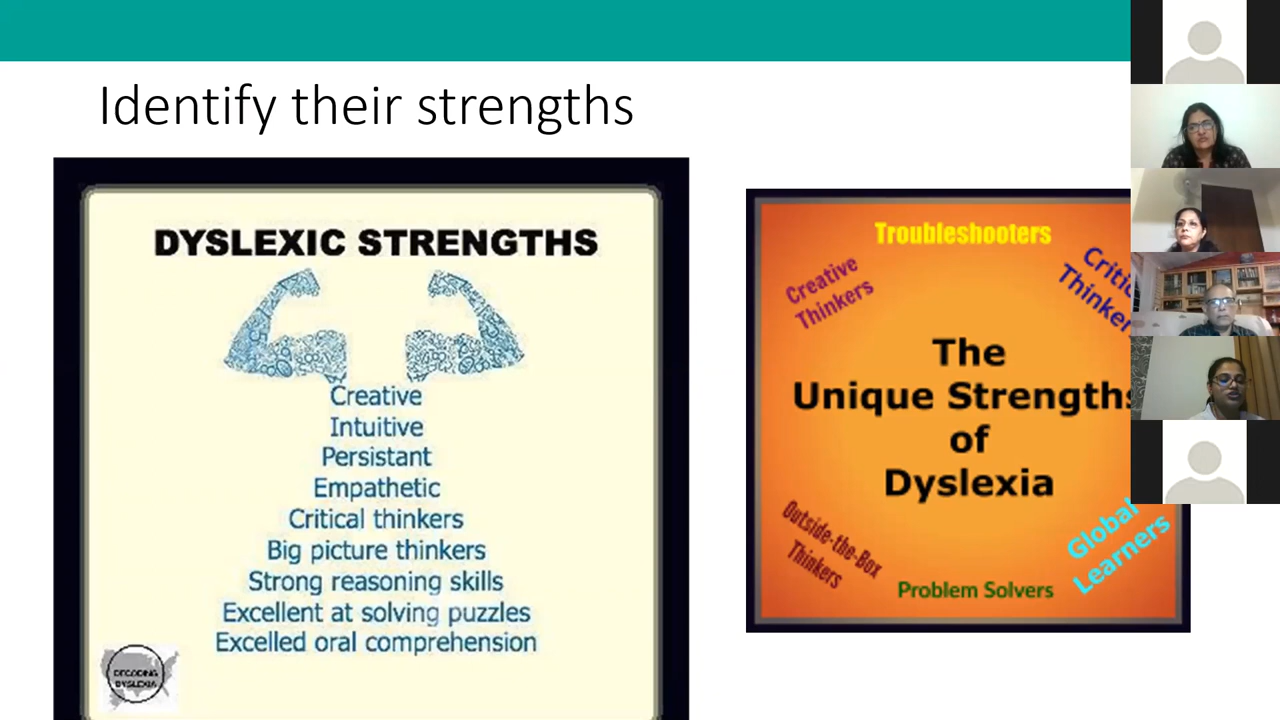 Identify their strengths
DYSLEXIC STRENGTHS
Creative
Intuitive
Persistant
Empathetic
Critical thinkers
Big picture thinkers
Strong reasoning skills
Excellent at solving puzzles
Excelled oral comprehension
DECODING
DYSLEXIA
Troubleshooters
Creative
Thinkers
The
Unique Strengths
of
Dyslexia
Outside-the-Box
Thinkers
Problem Solvers
Global
Learners